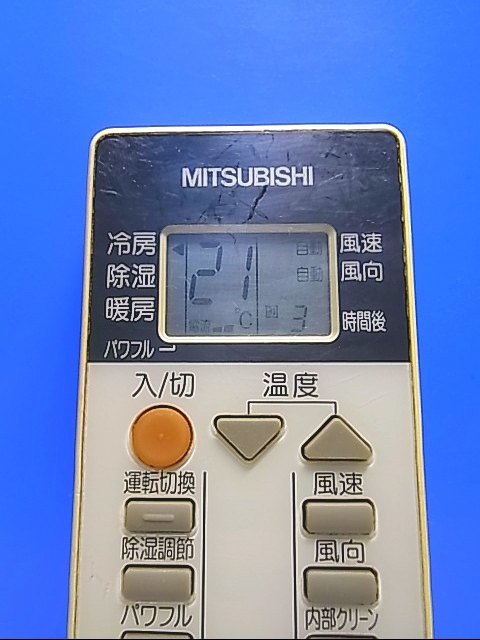 MITSUBISHI
冷房 21 自動 風速
除湿 自動 風向
暖房 ℃ 3 時間後
パワフル
入/切 温度
運転切換 風速
除湿調節 風向
パワフル 内部クリーン